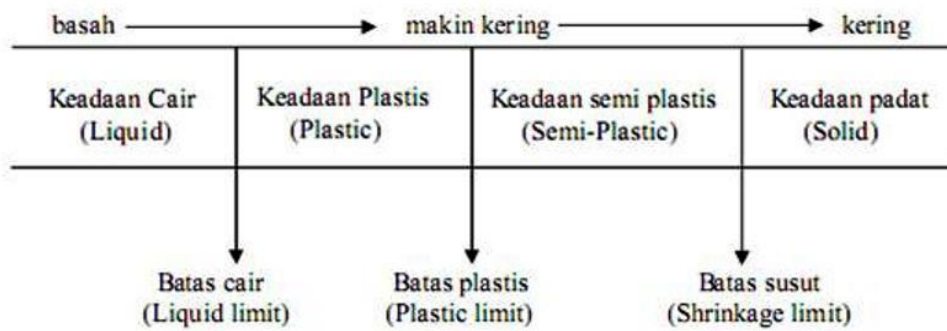 basah makin kering kering
Keadaan Cair
(Liquid)
Keadaan Plastis
(Plastic)
Keadaan semi plastis
(Semi-Plastic)
Keadaan padat
(Solid)
Batas cair
(Liquid limit)
Batas plastis
(Plastic limit)
Batas susut
(Shrinkage limit)